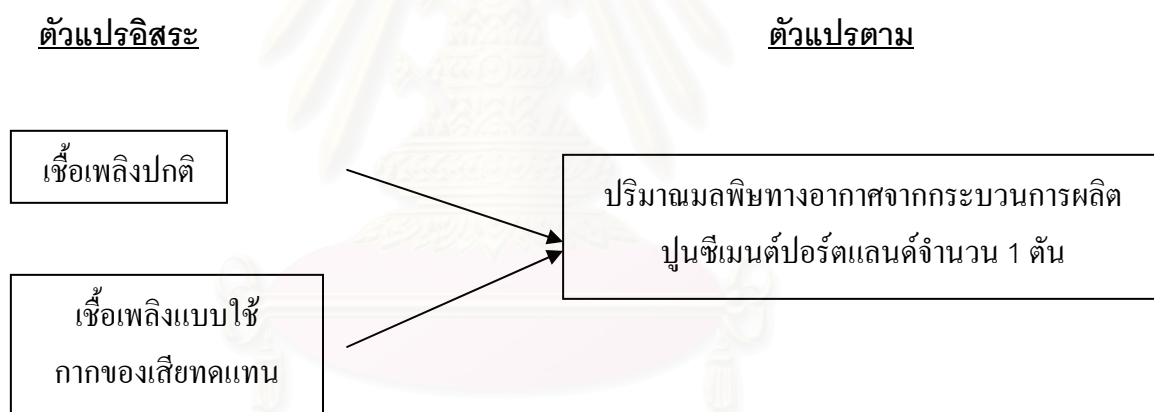 ตัวแปรอิสระ
ตัวแปรตาม
เชื้อเพลิงปกติ
ปริมาณมลพิษทางอากาศจากกระบวนการผลิต
ปูนซีเมนต์ปอร์ตแลนด์จำนวน 1 ตัน
เชื้อเพลิงแบบใช้
กากของเสียทดแทน